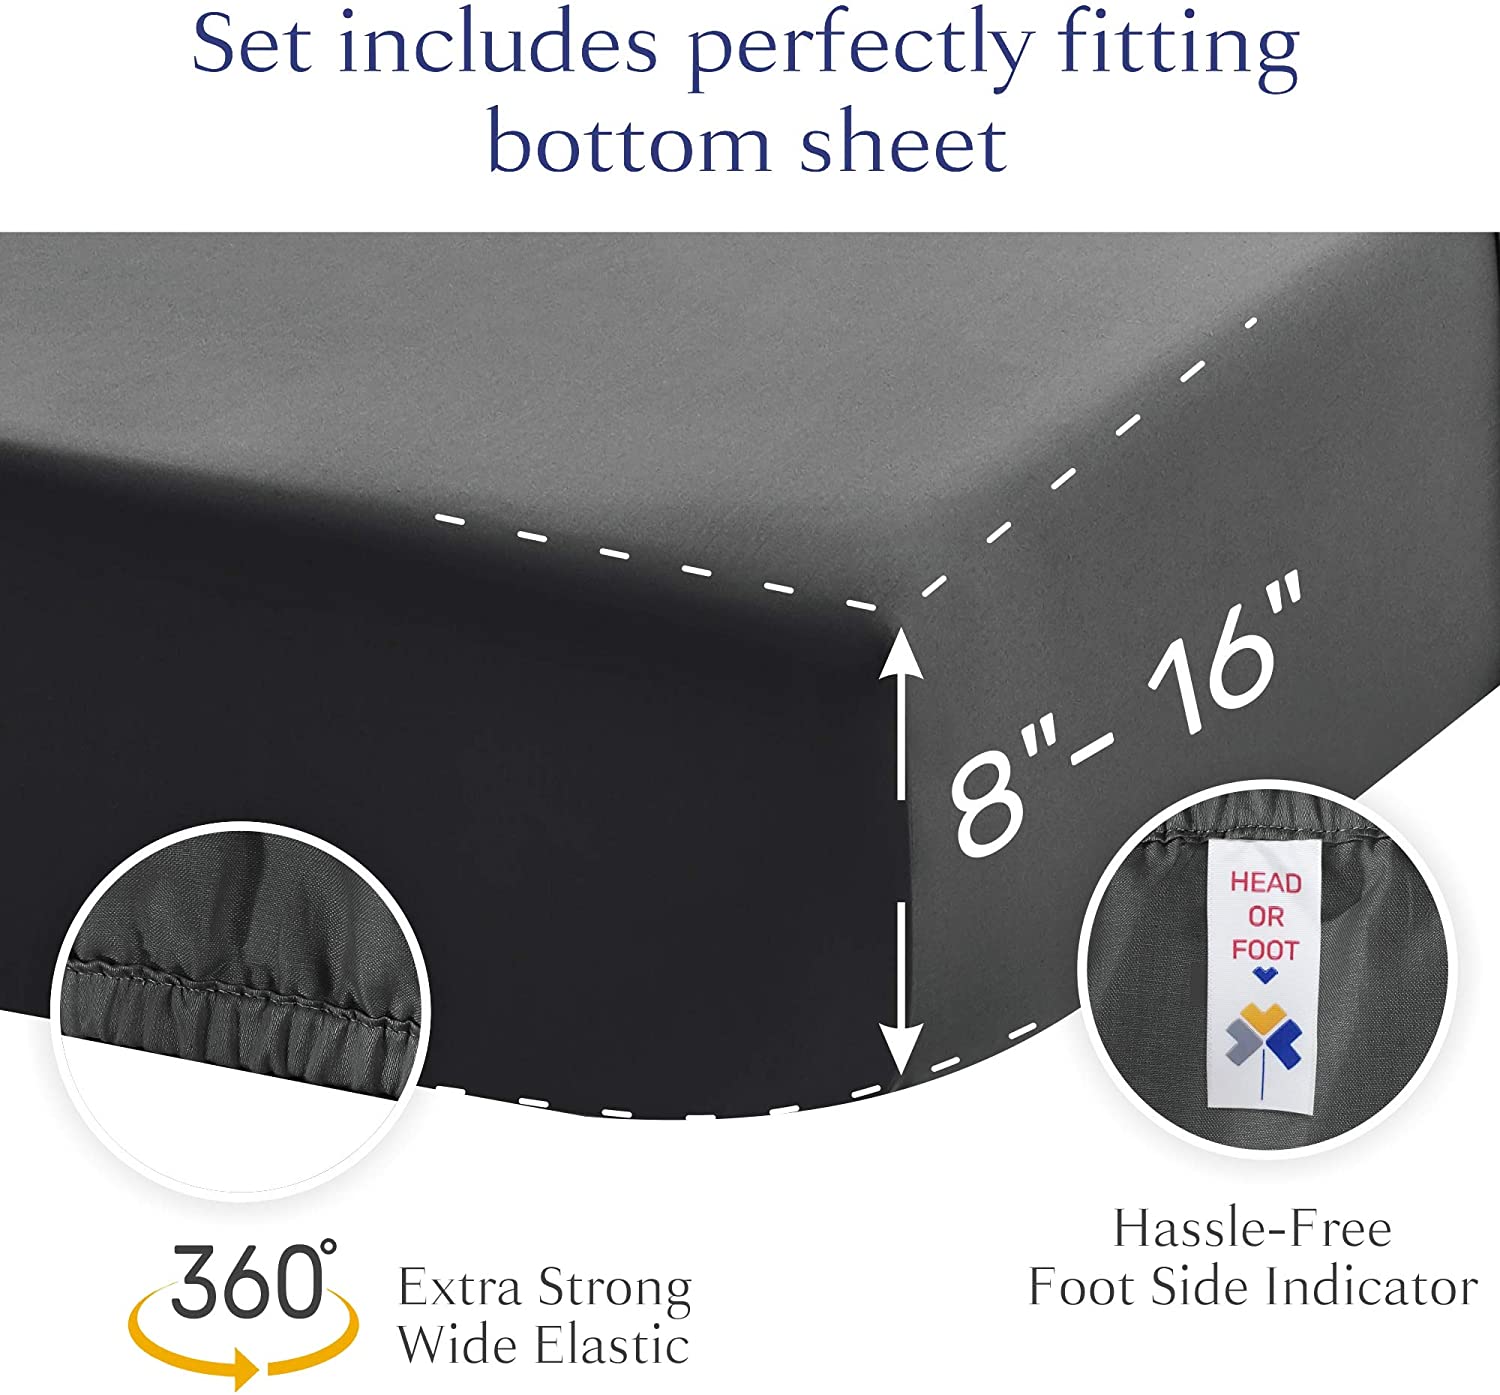 Set includes perfectly fitting
bottom sheet
8"- 16"
HEAD
OR
FOOT
360°
Extra Strong
Wide Elastic
Hassle-Free
Foot Side Indicator